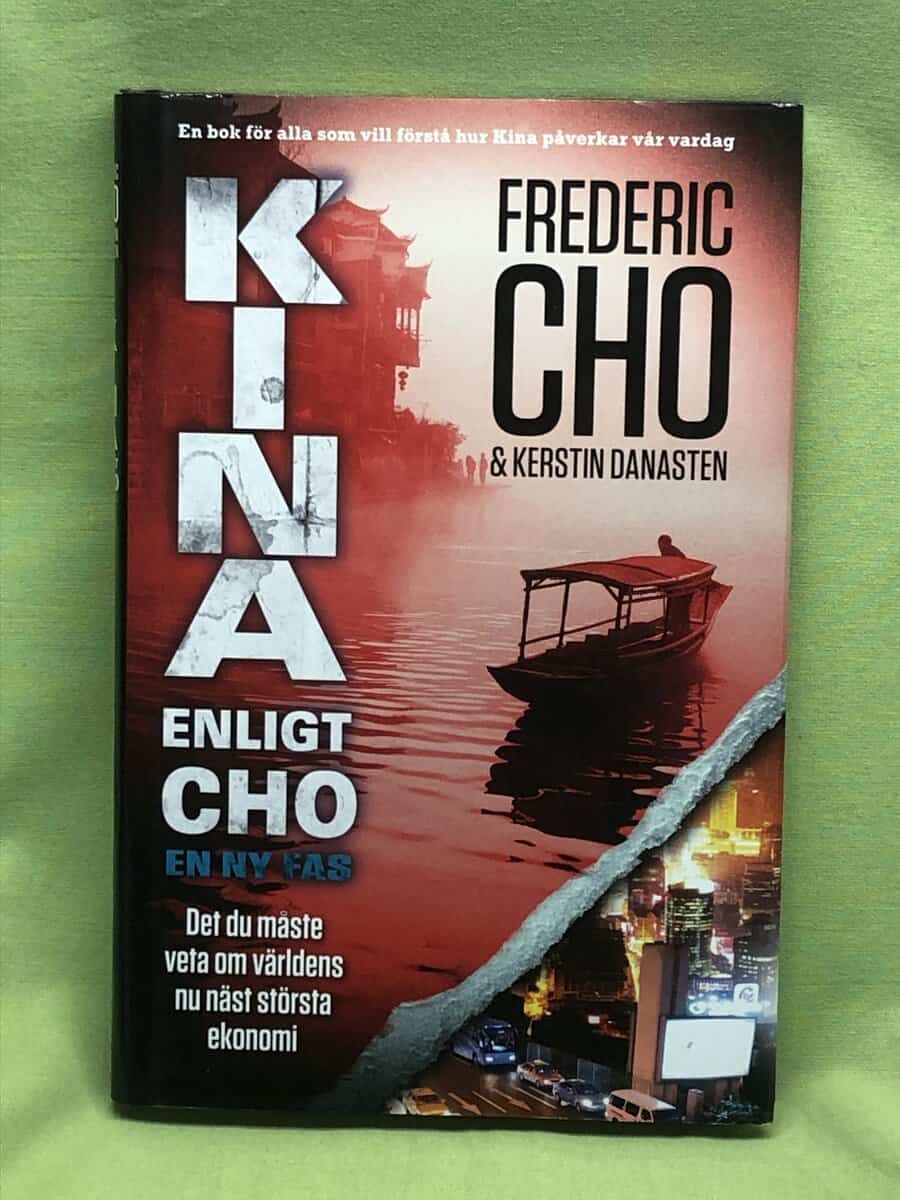 En bok för alla som vill förstå hur Kina påverkar vår vardag
KINA
ENLIGT
CHO
EN NY FAS
FREDERIC
CHO
& KERSTIN DANASTEN
Det du måste
veta om världens
nu näst största
ekonomi